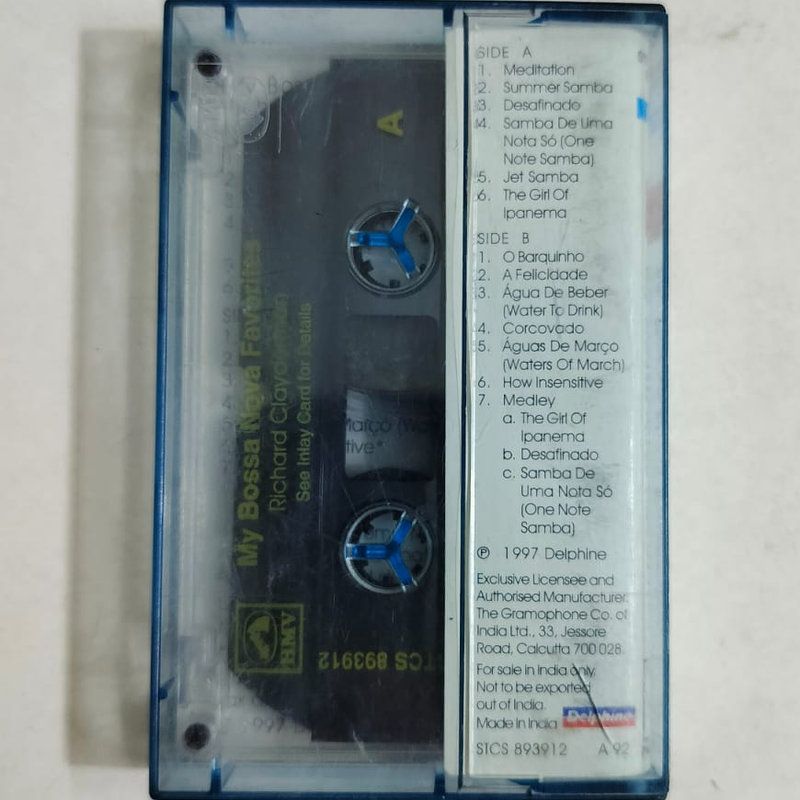 A
My Bossa Nova Favorites
Richard Clayderman
See Inlay Card for Details
HMV
STCS 893912
Março (Wat
tive"
SIDE A
1. Meditation
2. Summer Samba
3. Desafinado
4. Samba De Uma
Nota Só (One
Note Samba)
5. Jet Samba
6. The Girl Of
Ipanema
SIDE B
1. O Barquinho
2. A Felicidade
3. Água De Beber
(Water To Drink)
4. Corcovado
5. Águas De Março
(Waters Of March)
6. How Insensitive
7. Medley
a. The Girl Of
Ipanema
b. Desafinado
c. Samba De
Uma Nota Só
(One Note
Samba)
℗ 1997 Delphine
Exclusive Licensee and
Authorised Manufacturer.
The Gramophone Co. of
India Ltd., 33, Jessore
Road, Calcutta 700 028.
For sale in India only.
Not to be exported
out of India.
Made in India Delphine
STCS 893912 A 92